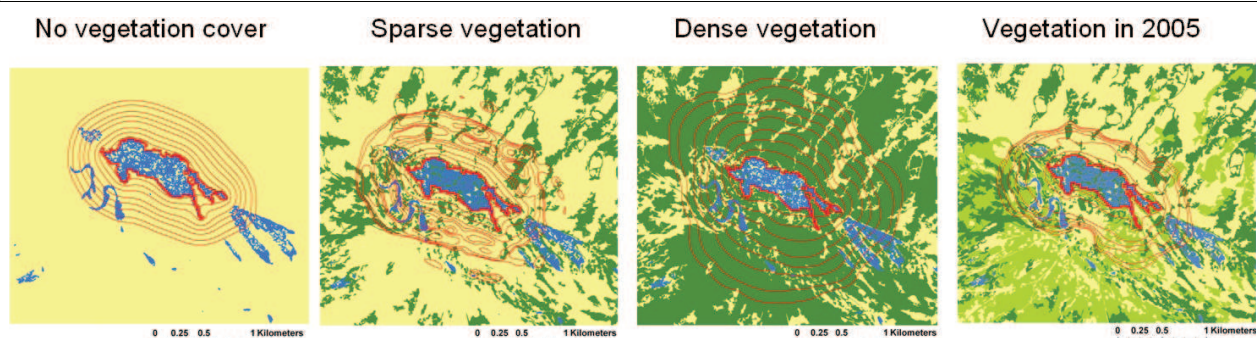 No vegetation cover
Sparse vegetation
Dense vegetation
Vegetation in 2005
0 0.25 0.5 1 Kilometers
0 0.25 0.5 1 Kilometers
0 0.25 0.5 1 Kilometers
0 0.25 0.5 1 Kilometers